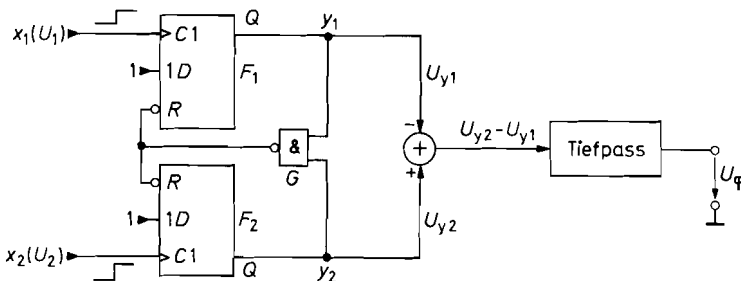 x1(U1)
C1
Q
y1
1
1D
F1
R
Uy1
&
G
−
+
+
Uy2−Uy1
Tiefpass
Uφ
R
1
1D
F2
Uy2
x2(U2)
C1
Q
y2